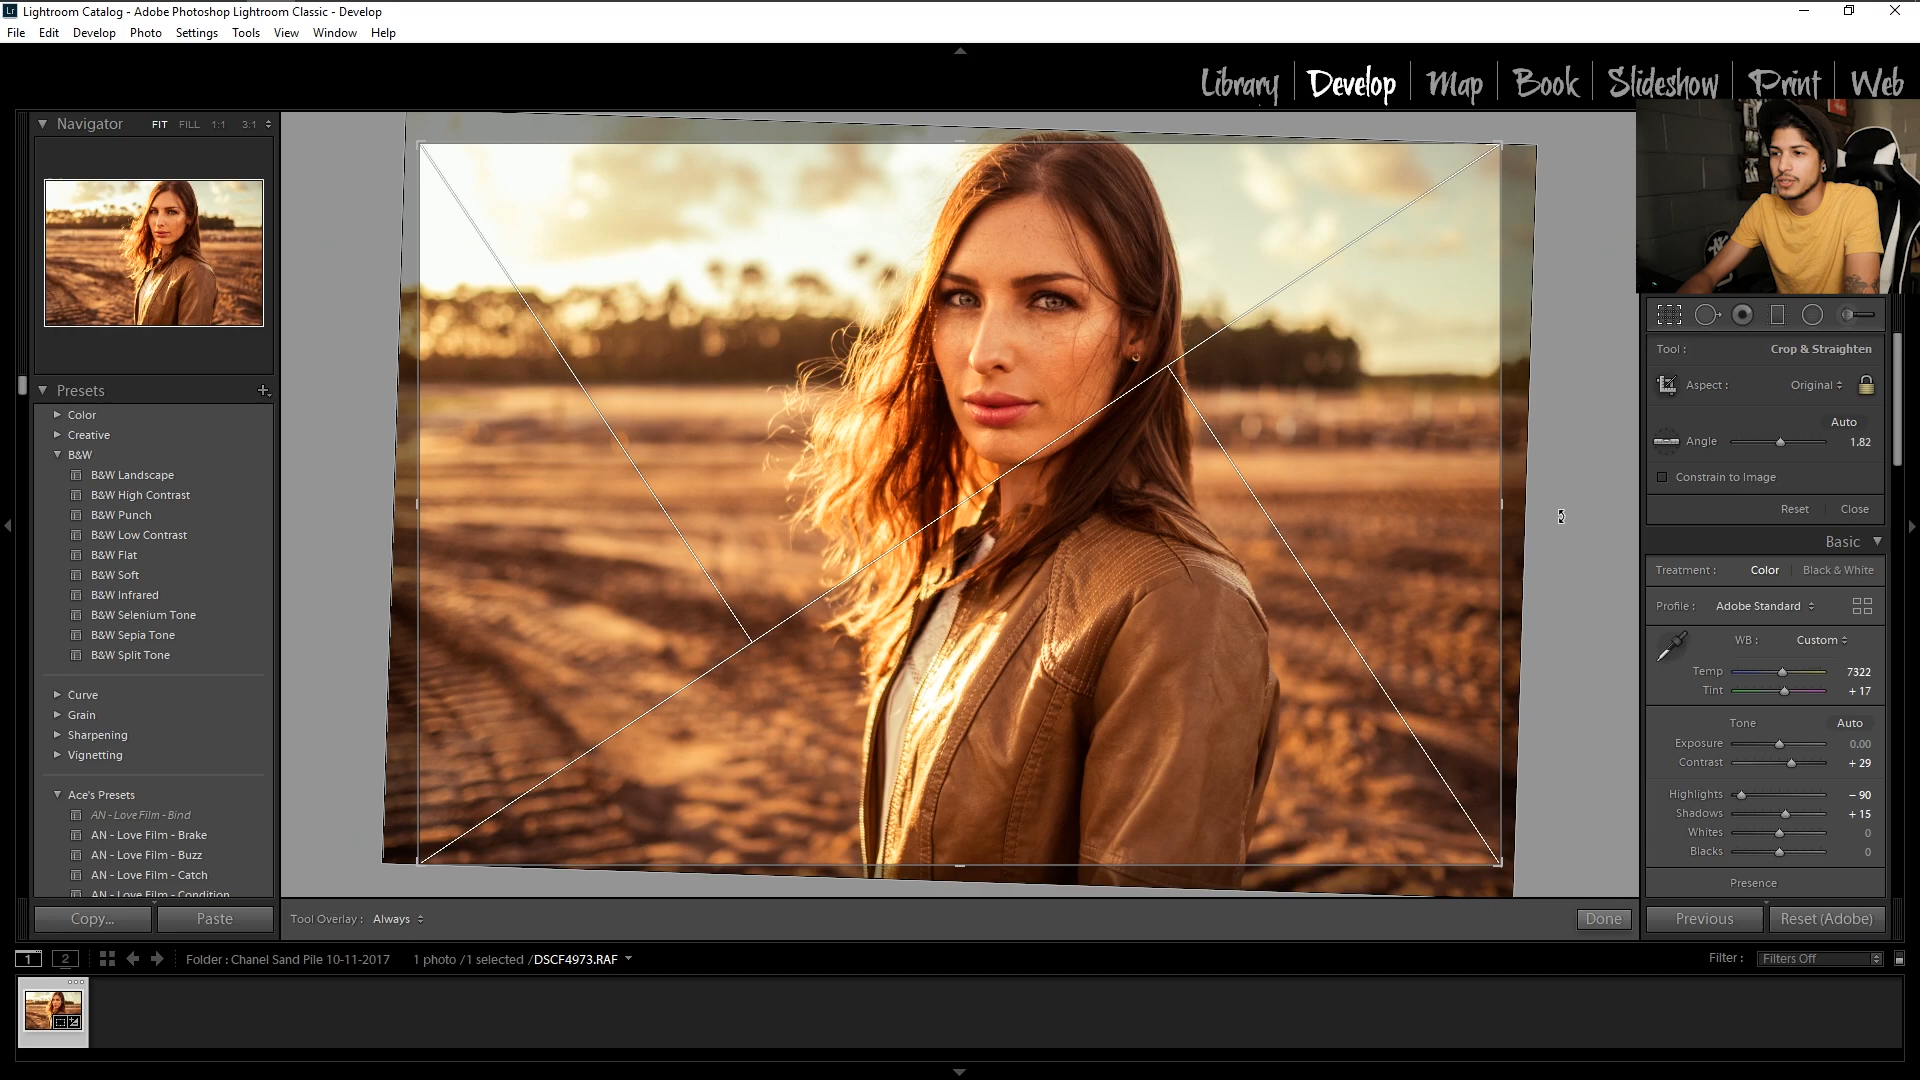 Lr Lightroom Catalog - Adobe Photoshop Lightroom Classic - Develop
File Edit Develop Photo Settings Tools View Window Help
Library Develop Map Book Slideshow Print Web
Navigator FIT FILL 1:1 3:1
Tool : Crop & Straighten
Aspect : Original
Auto
Angle 1.82
Constrain to Image
Reset Close
Presets +
Color
Creative
B&W
B&W Landscape
B&W High Contrast
B&W Punch
B&W Low Contrast
B&W Flat
B&W Soft
B&W Infrared
B&W Selenium Tone
B&W Sepia Tone
B&W Split Tone
Curve
Grain
Sharpening
Vignetting
Ace's Presets
AN - Love Film - Bind
AN - Love Film - Brake
AN - Love Film - Buzz
AN - Love Film - Catch
AN - Love Film - Condition
Basic
Treatment : Color Black & White
Profile : Adobe Standard
WB : Custom
Temp 7322
Tint + 17
Tone Auto
Exposure 0.00
Contrast + 29
Highlights − 90
Shadows + 15
Whites 0
Blacks 0
Presence
Copy... Paste
Tool Overlay : Always Done
Previous Reset (Adobe)
1 2 Folder : Chanel Sand Pile 10-11-2017 1 photo / 1 selected / DSCF4973.RAF
Filter : Filters Off